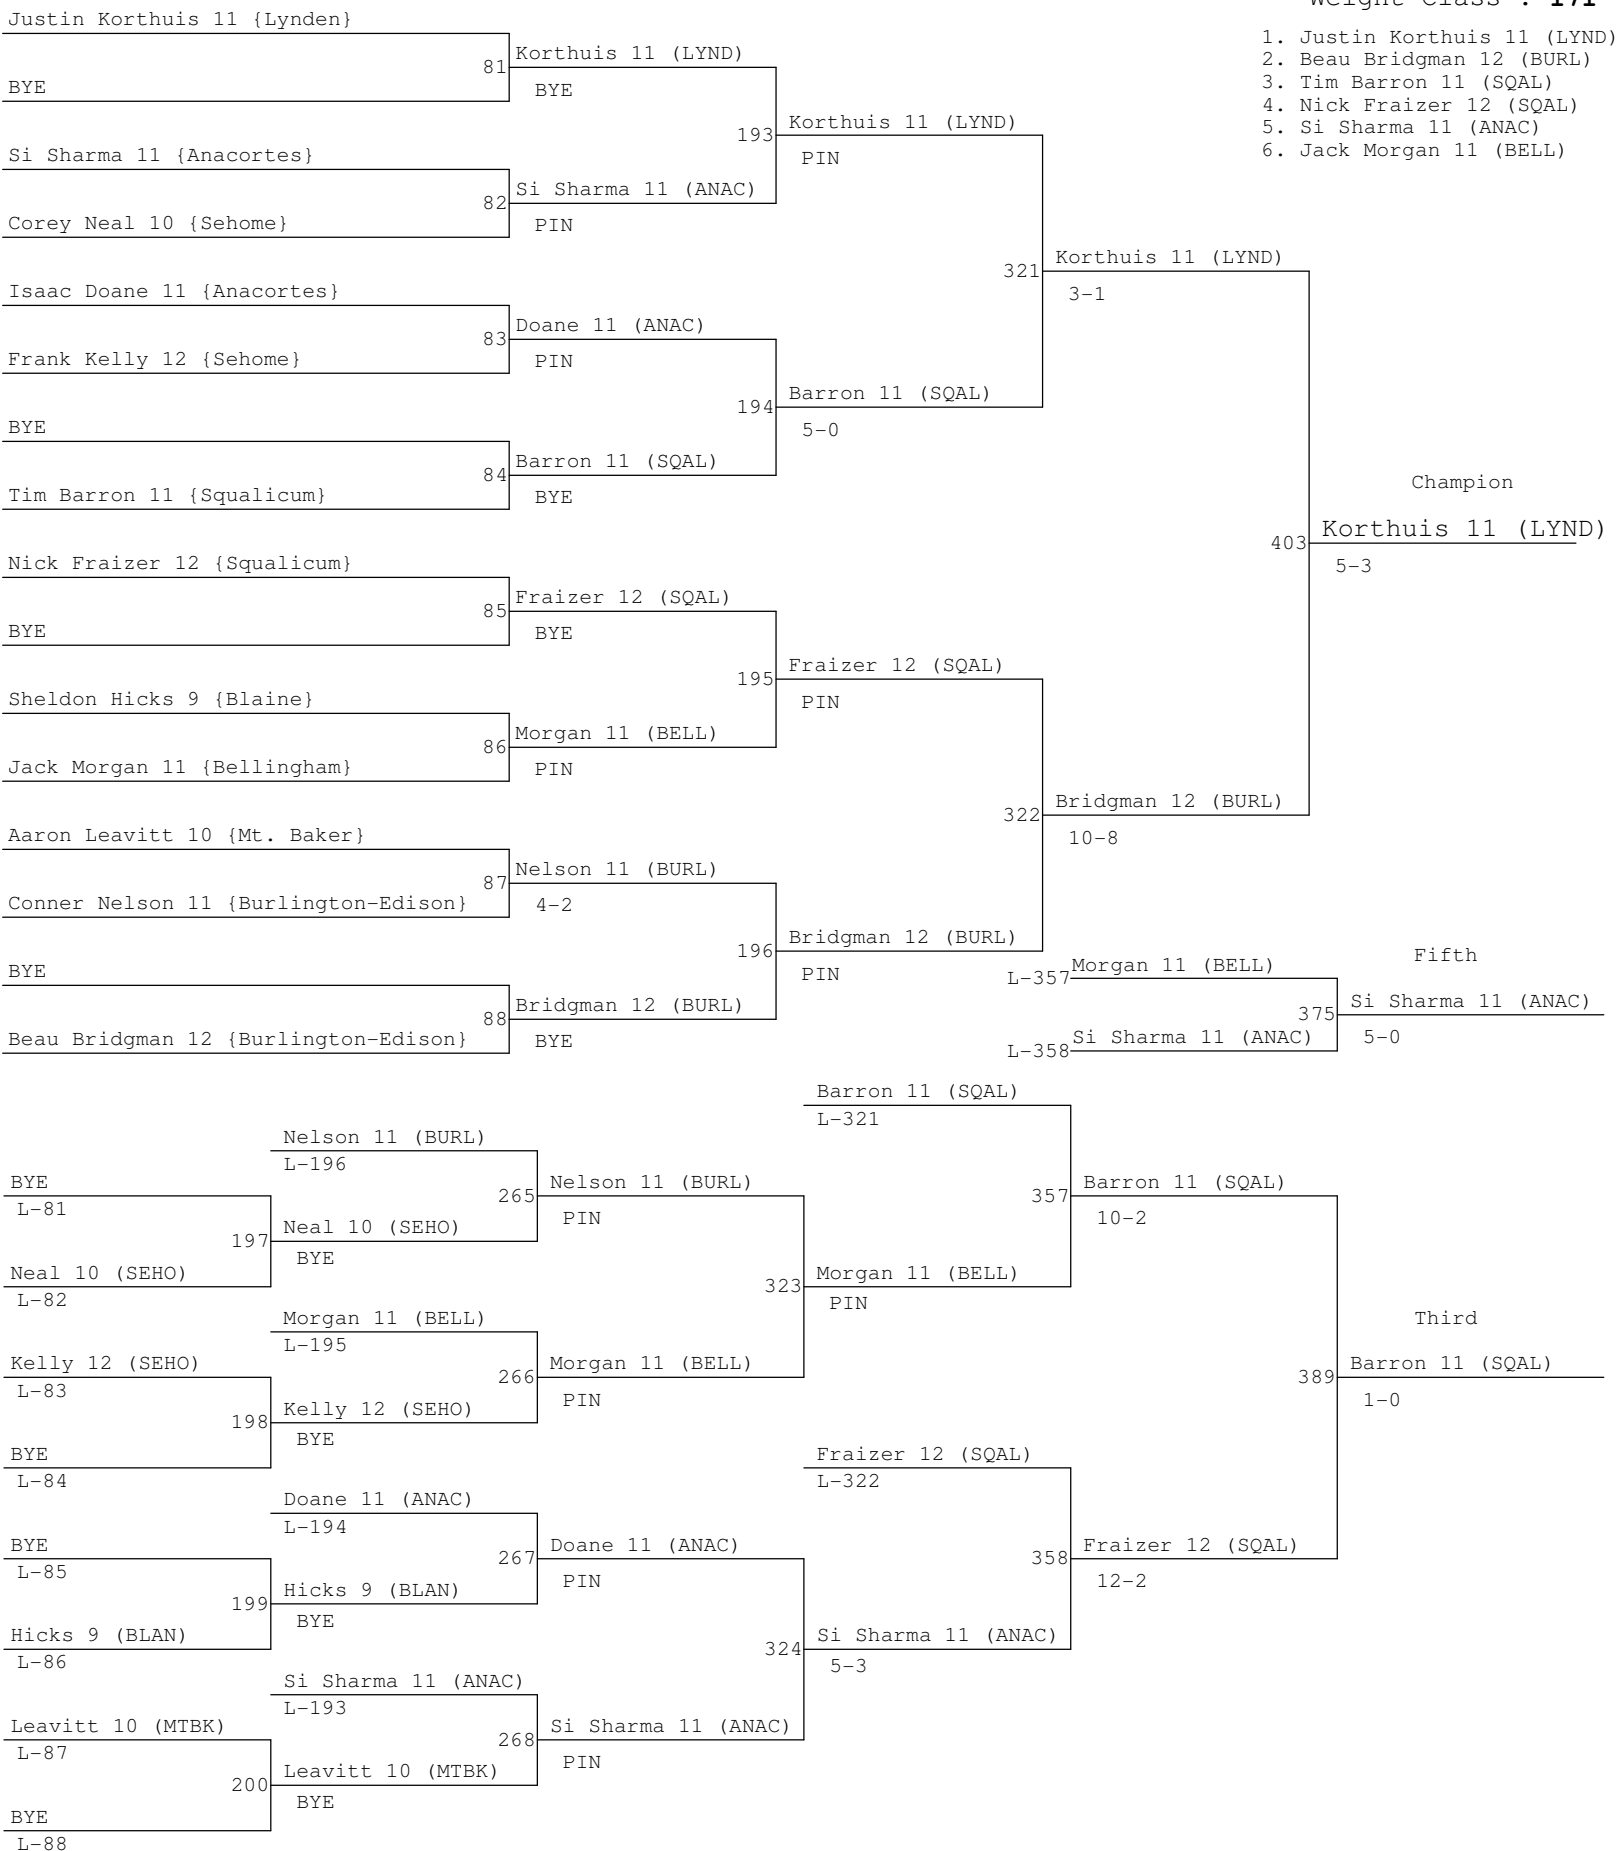 Weight Class : 171
1. Justin Korthuis 11 (LYND)
2. Beau Bridgman 12 (BURL)
3. Tim Barron 11 (SQAL)
4. Nick Fraizer 12 (SQAL)
5. Si Sharma 11 (ANAC)
6. Jack Morgan 11 (BELL)
Justin Korthuis 11 {Lynden}
81
Korthuis 11 (LYND)
BYE
BYE
193
Korthuis 11 (LYND)
PIN
Si Sharma 11 {Anacortes}
82
Si Sharma 11 (ANAC)
PIN
Corey Neal 10 {Sehome}
321
Korthuis 11 (LYND)
3-1
Isaac Doane 11 {Anacortes}
83
Doane 11 (ANAC)
PIN
Frank Kelly 12 {Sehome}
194
Barron 11 (SQAL)
5-0
BYE
84
Barron 11 (SQAL)
BYE
Tim Barron 11 {Squalicum}
Champion
403
Korthuis 11 (LYND)
5-3
Nick Fraizer 12 {Squalicum}
85
Fraizer 12 (SQAL)
BYE
BYE
195
Fraizer 12 (SQAL)
PIN
Sheldon Hicks 9 {Blaine}
86
Morgan 11 (BELL)
PIN
Jack Morgan 11 {Bellingham}
322
Bridgman 12 (BURL)
10-8
Aaron Leavitt 10 {Mt. Baker}
87
Nelson 11 (BURL)
4-2
Conner Nelson 11 {Burlington-Edison}
196
Bridgman 12 (BURL)
PIN
BYE
88
Bridgman 12 (BURL)
BYE
Beau Bridgman 12 {Burlington-Edison}
Fifth
L-357
Morgan 11 (BELL)
375
Si Sharma 11 (ANAC)
5-0
L-358
Si Sharma 11 (ANAC)
Barron 11 (SQAL)
L-321
Nelson 11 (BURL)
L-196
BYE
L-81
265
Nelson 11 (BURL)
PIN
357
Barron 11 (SQAL)
10-2
197
Neal 10 (SEHO)
BYE
Neal 10 (SEHO)
L-82
323
Morgan 11 (BELL)
PIN
Morgan 11 (BELL)
L-195
Third
Kelly 12 (SEHO)
L-83
266
Morgan 11 (BELL)
PIN
389
Barron 11 (SQAL)
1-0
198
Kelly 12 (SEHO)
BYE
BYE
L-84
Fraizer 12 (SQAL)
L-322
Doane 11 (ANAC)
L-194
BYE
L-85
267
Doane 11 (ANAC)
PIN
358
Fraizer 12 (SQAL)
12-2
199
Hicks 9 (BLAN)
BYE
Hicks 9 (BLAN)
L-86
324
Si Sharma 11 (ANAC)
5-3
Si Sharma 11 (ANAC)
L-193
Leavitt 10 (MTBK)
L-87
268
Si Sharma 11 (ANAC)
PIN
200
Leavitt 10 (MTBK)
BYE
BYE
L-88